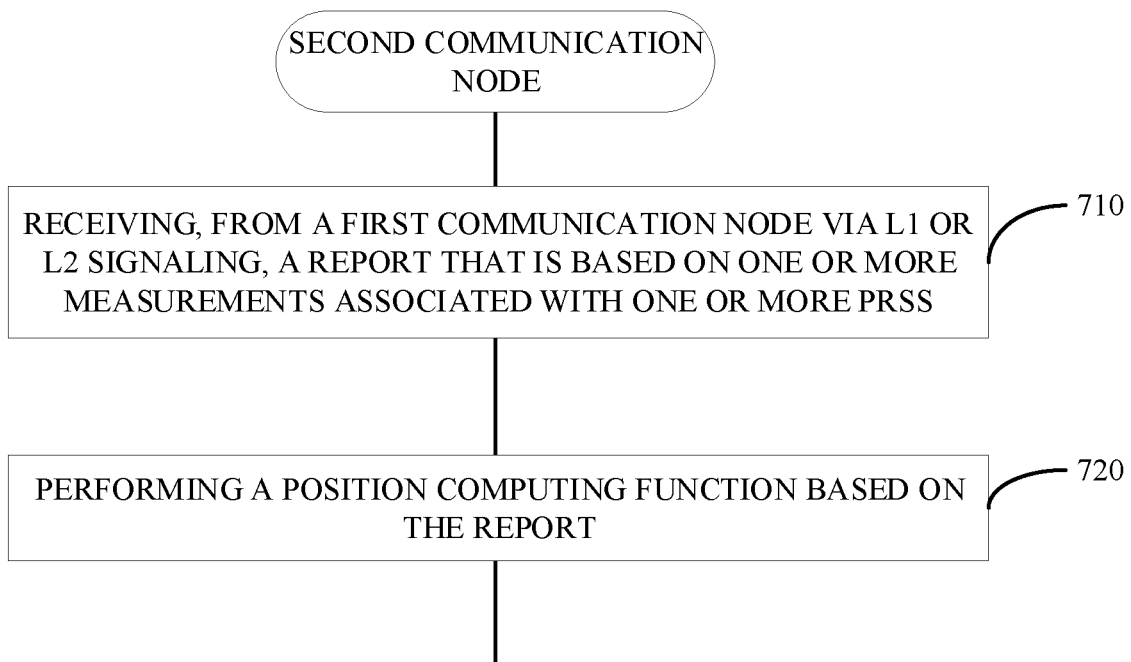 SECOND COMMUNICATION
NODE
RECEIVING, FROM A FIRST COMMUNICATION NODE VIA L1 OR
L2 SIGNALING, A REPORT THAT IS BASED ON ONE OR MORE
MEASUREMENTS ASSOCIATED WITH ONE OR MORE PRSS
710
PERFORMING A POSITION COMPUTING FUNCTION BASED ON
THE REPORT
720